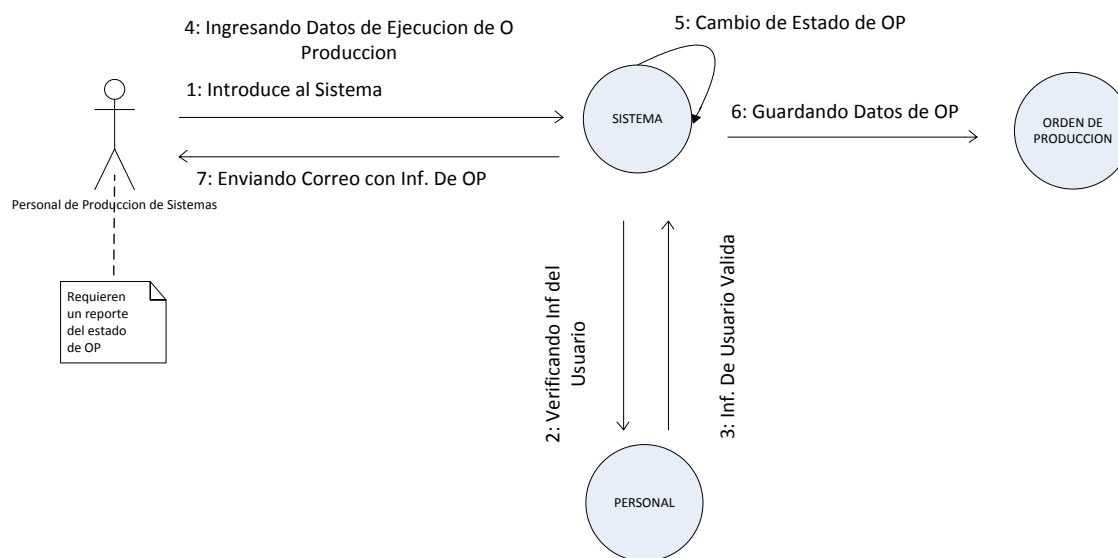 4: Ingresando Datos de Ejecucion de O
Produccion
5: Cambio de Estado de OP
1: Introduce al Sistema
SISTEMA
6: Guardando Datos de OP
ORDEN DE
PRODUCCION
7: Enviando Correo con Inf. De OP
Personal de Produccion de Sistemas
Requieren
un reporte
del estado
de OP
2: Verificando Inf del
Usuario
3: Inf. De Usuario Valida
PERSONAL